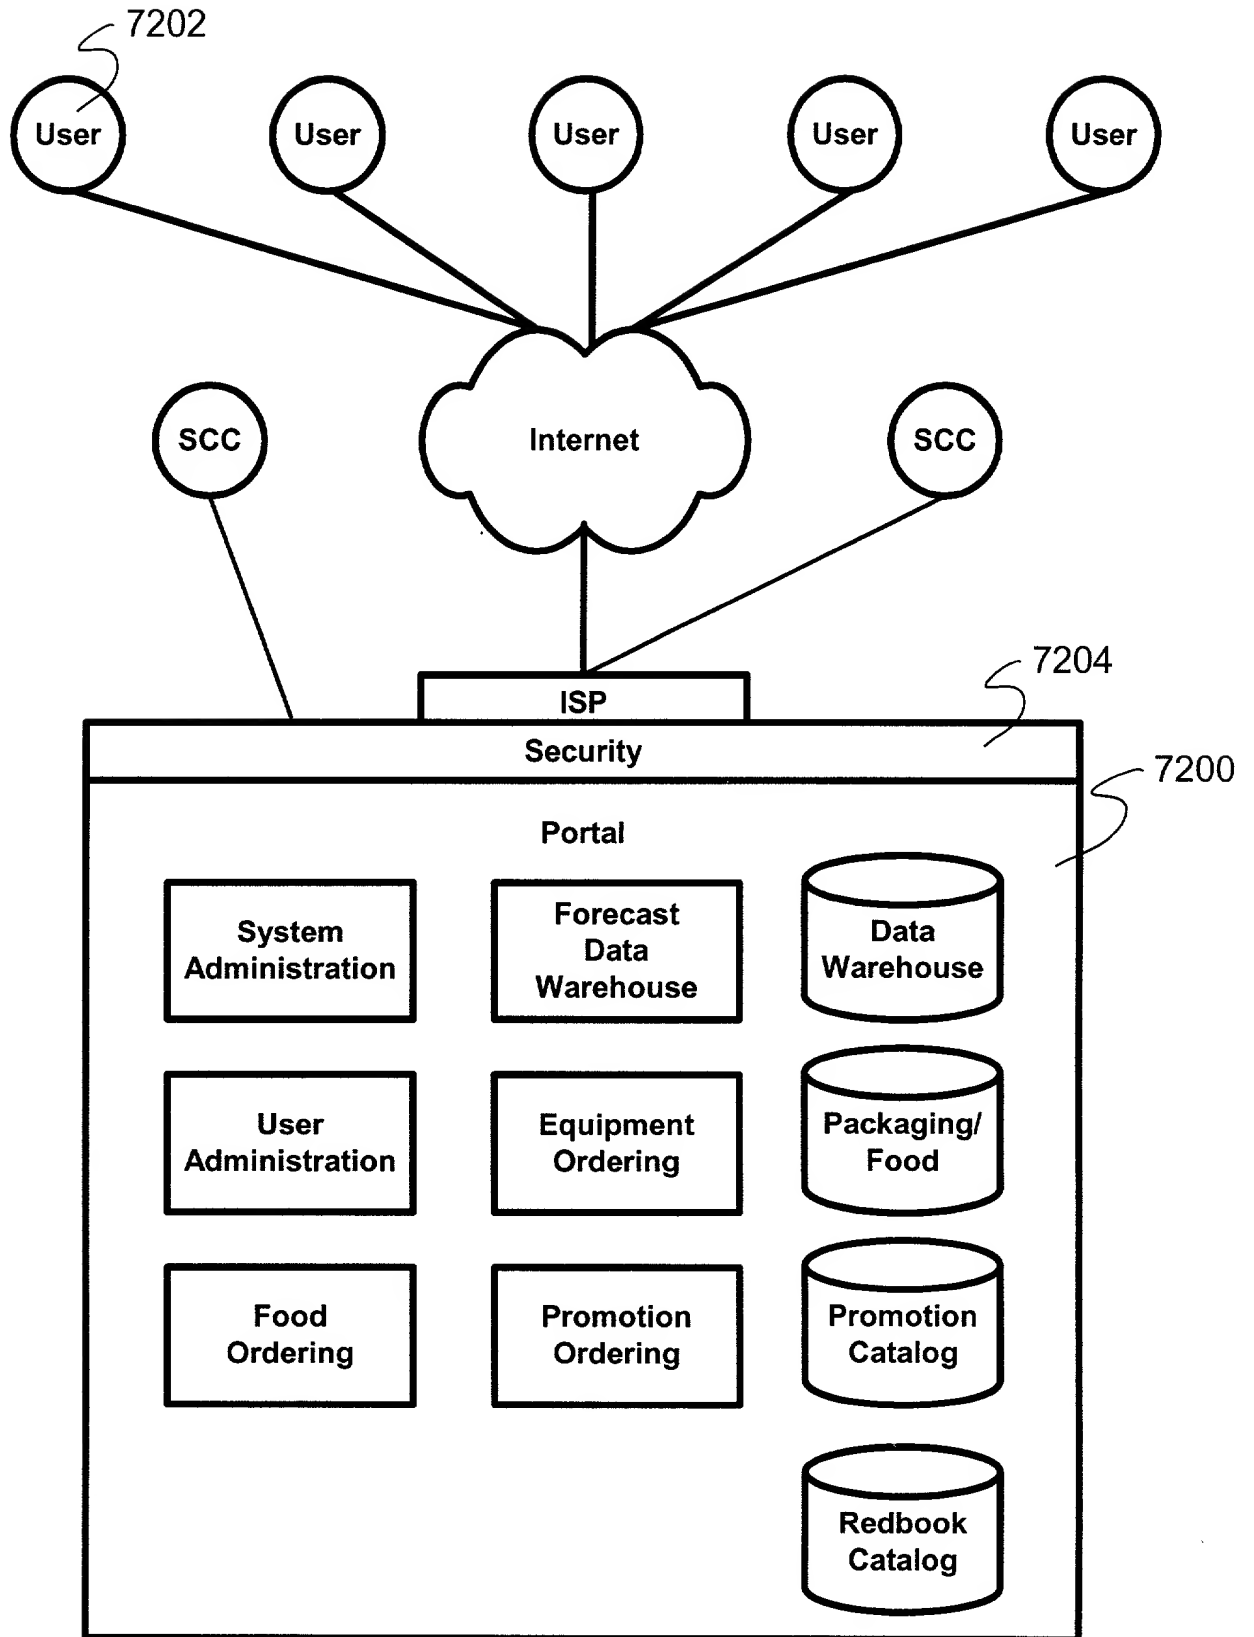 7202
User
User
User
User
User
SCC
Internet
SCC
7204
ISP
Security
7200
Portal
System
Administration
Forecast
Data
Warehouse
Data
Warehouse
User
Administration
Equipment
Ordering
Packaging/
Food
Food
Ordering
Promotion
Ordering
Promotion
Catalog
Redbook
Catalog